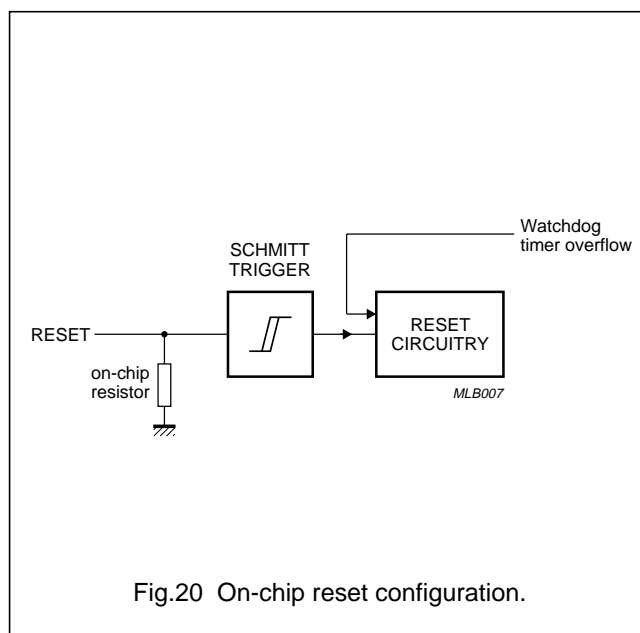 Watchdog
timer overflow
SCHMITT
TRIGGER
RESET
RESET
CIRCUITRY
on-chip
resistor
MLB007
Fig.20 On-chip reset configuration.